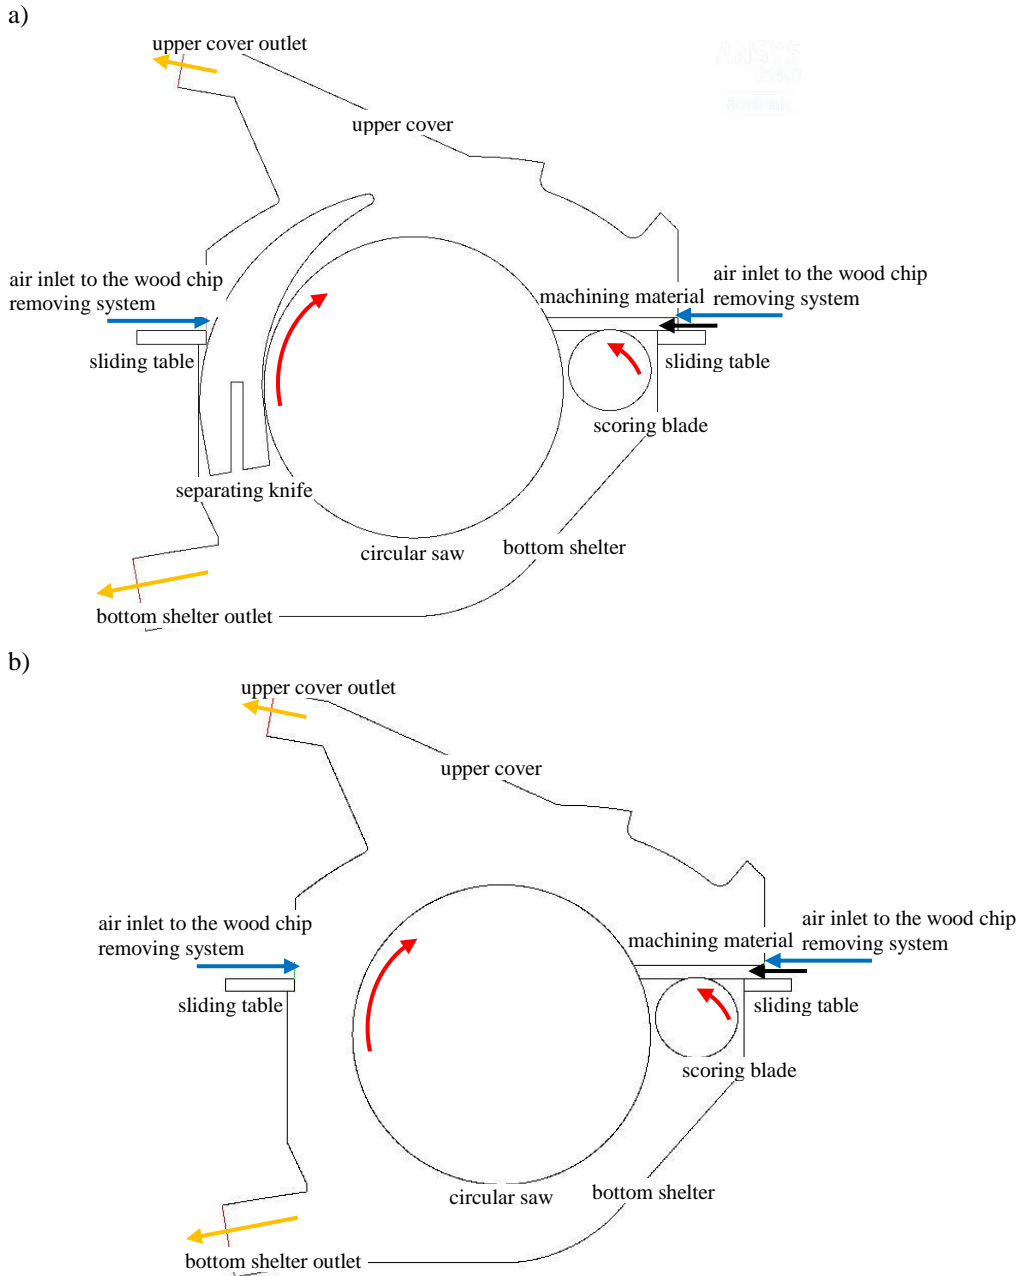 a)
upper cover outlet
ANSYS
upper cover
air inlet to the wood chip
removing system
machining material
air inlet to the wood chip
removing system
sliding table
sliding table
scoring blade
separating knife
circular saw
bottom shelter
bottom shelter outlet
b)
upper cover outlet
upper cover
air inlet to the wood chip
removing system
machining material
air inlet to the wood chip
removing system
sliding table
sliding table
scoring blade
circular saw
bottom shelter
bottom shelter outlet